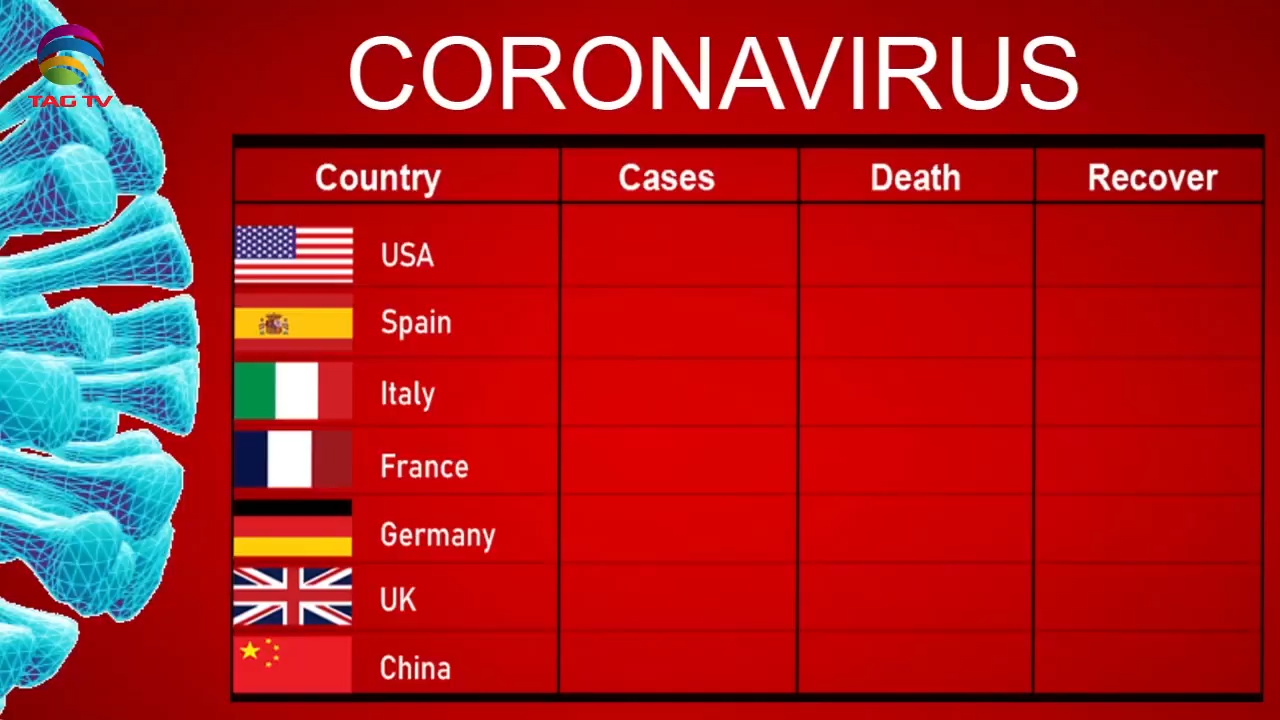 TAG TV
CORONAVIRUS
Country Cases Death Recover
USA
Spain
Italy
France
Germany
UK
China